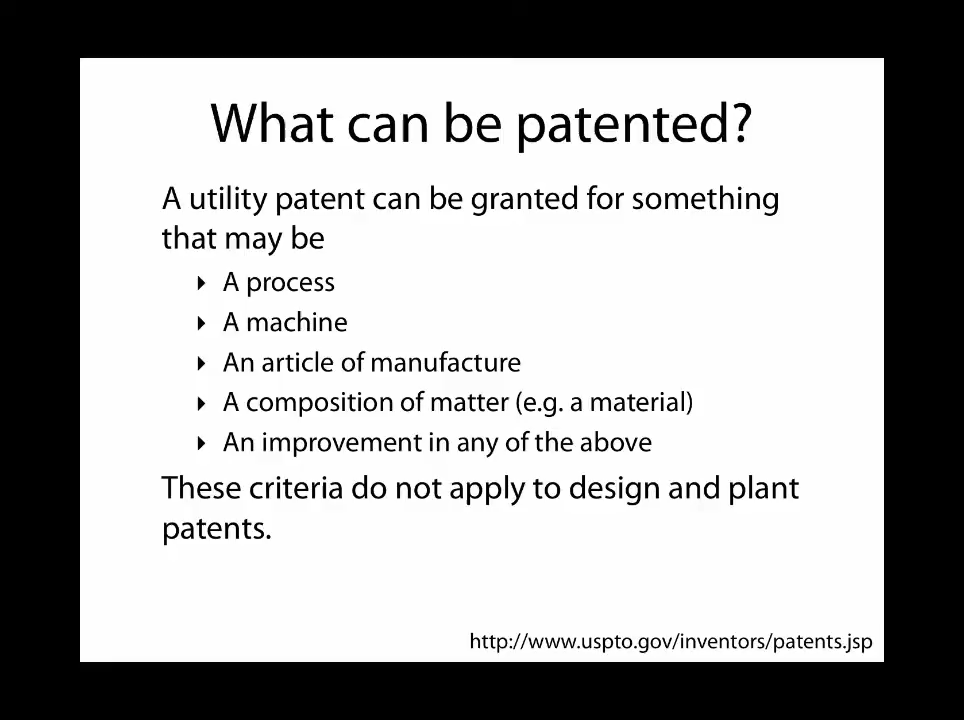 What can be patented?
A utility patent can be granted for something
that may be
A process
A machine
An article of manufacture
A composition of matter (e.g. a material)
An improvement in any of the above
These criteria do not apply to design and plant
patents.
http://www.uspto.gov/inventors/patents.jsp